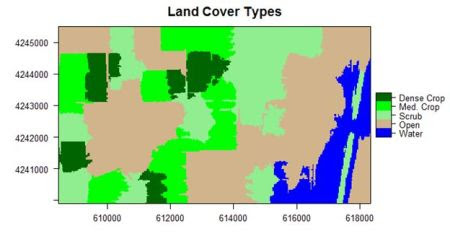 Land Cover Types
4245000
4244000
4243000
4242000
4241000
610000 612000 614000 616000 618000
Dense Crop
Med. Crop
Scrub
Open
Water